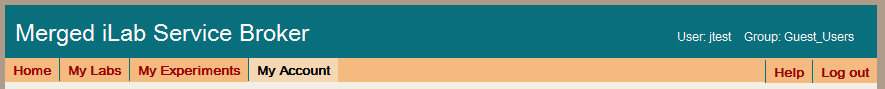 Merged iLab Service Broker
User: jtest Group: Guest_Users
Home My Labs My Experiments My Account Help Log out